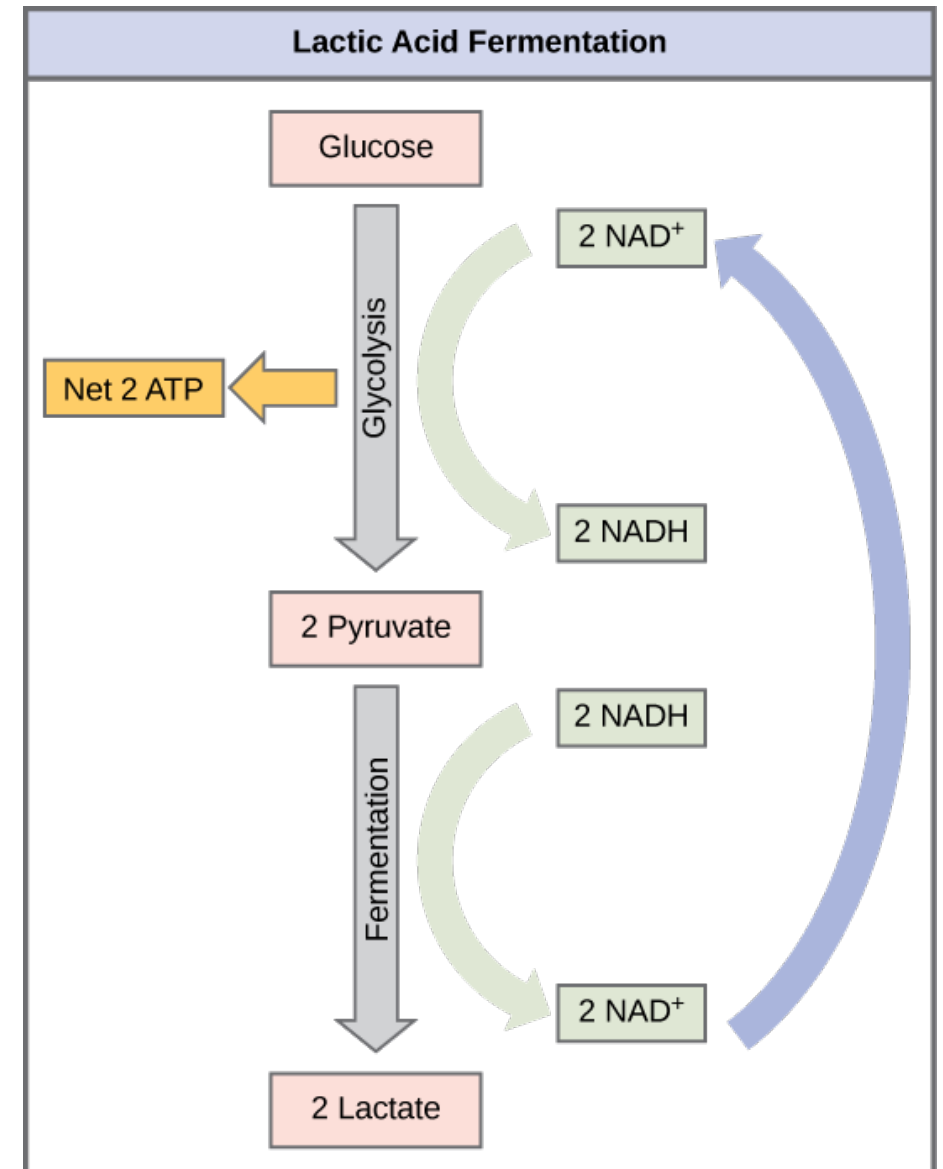 Lactic Acid Fermentation
Glucose
2 NAD⁺
Glycolysis
Net 2 ATP
2 NADH
2 Pyruvate
2 NADH
Fermentation
2 NAD⁺
2 Lactate